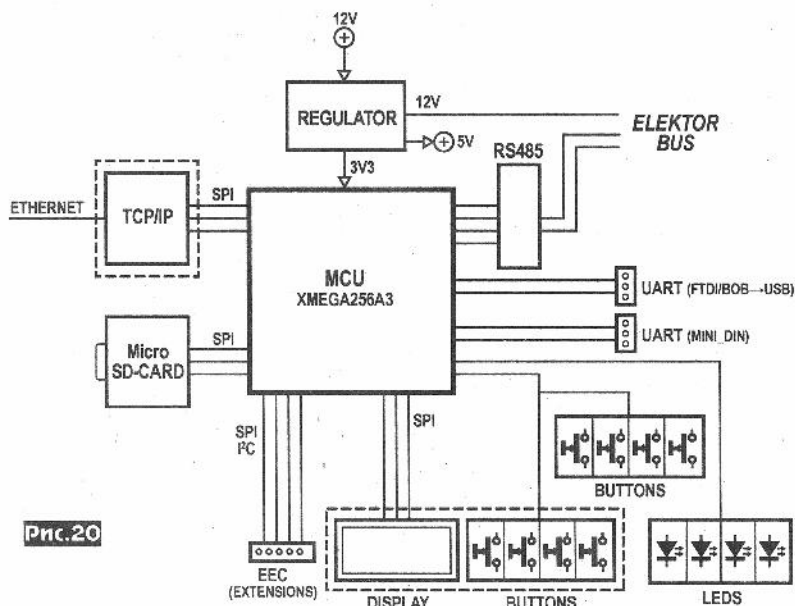 12V
REGULATOR
12V
5V
3V3
ELEKTOR
BUS
RS485
ETHERNET
TCP/IP
SPI
MCU
XMEGA256A3
UART (FTDI/BOB→USB)
UART (MINI_DIN)
Micro
SD-CARD
SPI
SPI
I²C
SPI
BUTTONS
Рис.20
EEC
(EXTENSIONS)
DISPLAY
BUTTONS
LEDS